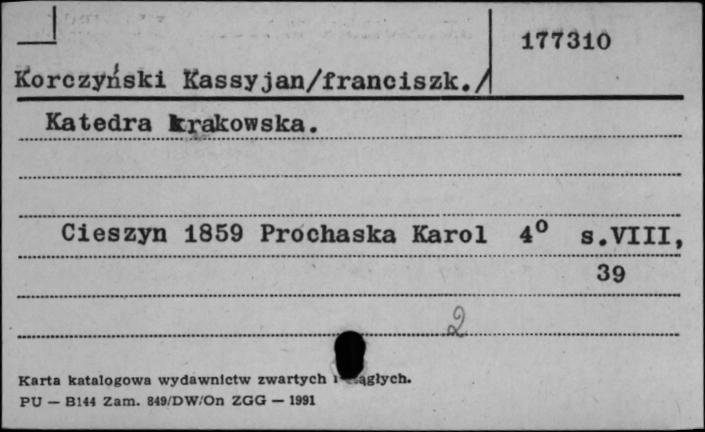 177310
Korczyński Kassyjan/franciszk./
Katedra krakowska.
Cieszyn 1859 Prochaska Karol 4° s.VIII,
39
2
Karta katalogowa wydawnictw zwartych i
PU — B144 Zam. 849/DW/On ZGG — 1991